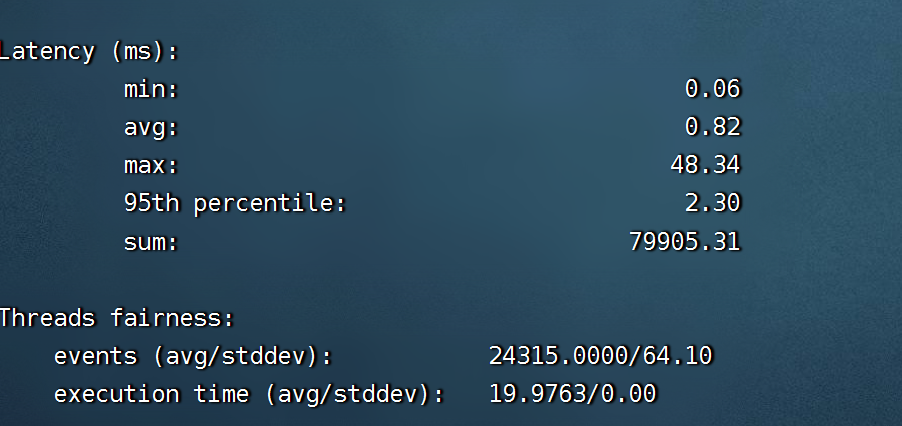 Latency (ms):
min: 0.06
avg: 0.82
max: 48.34
95th percentile: 2.30
sum: 79905.31
Threads fairness:
events (avg/stddev): 24315.0000/64.10
execution time (avg/stddev): 19.9763/0.00